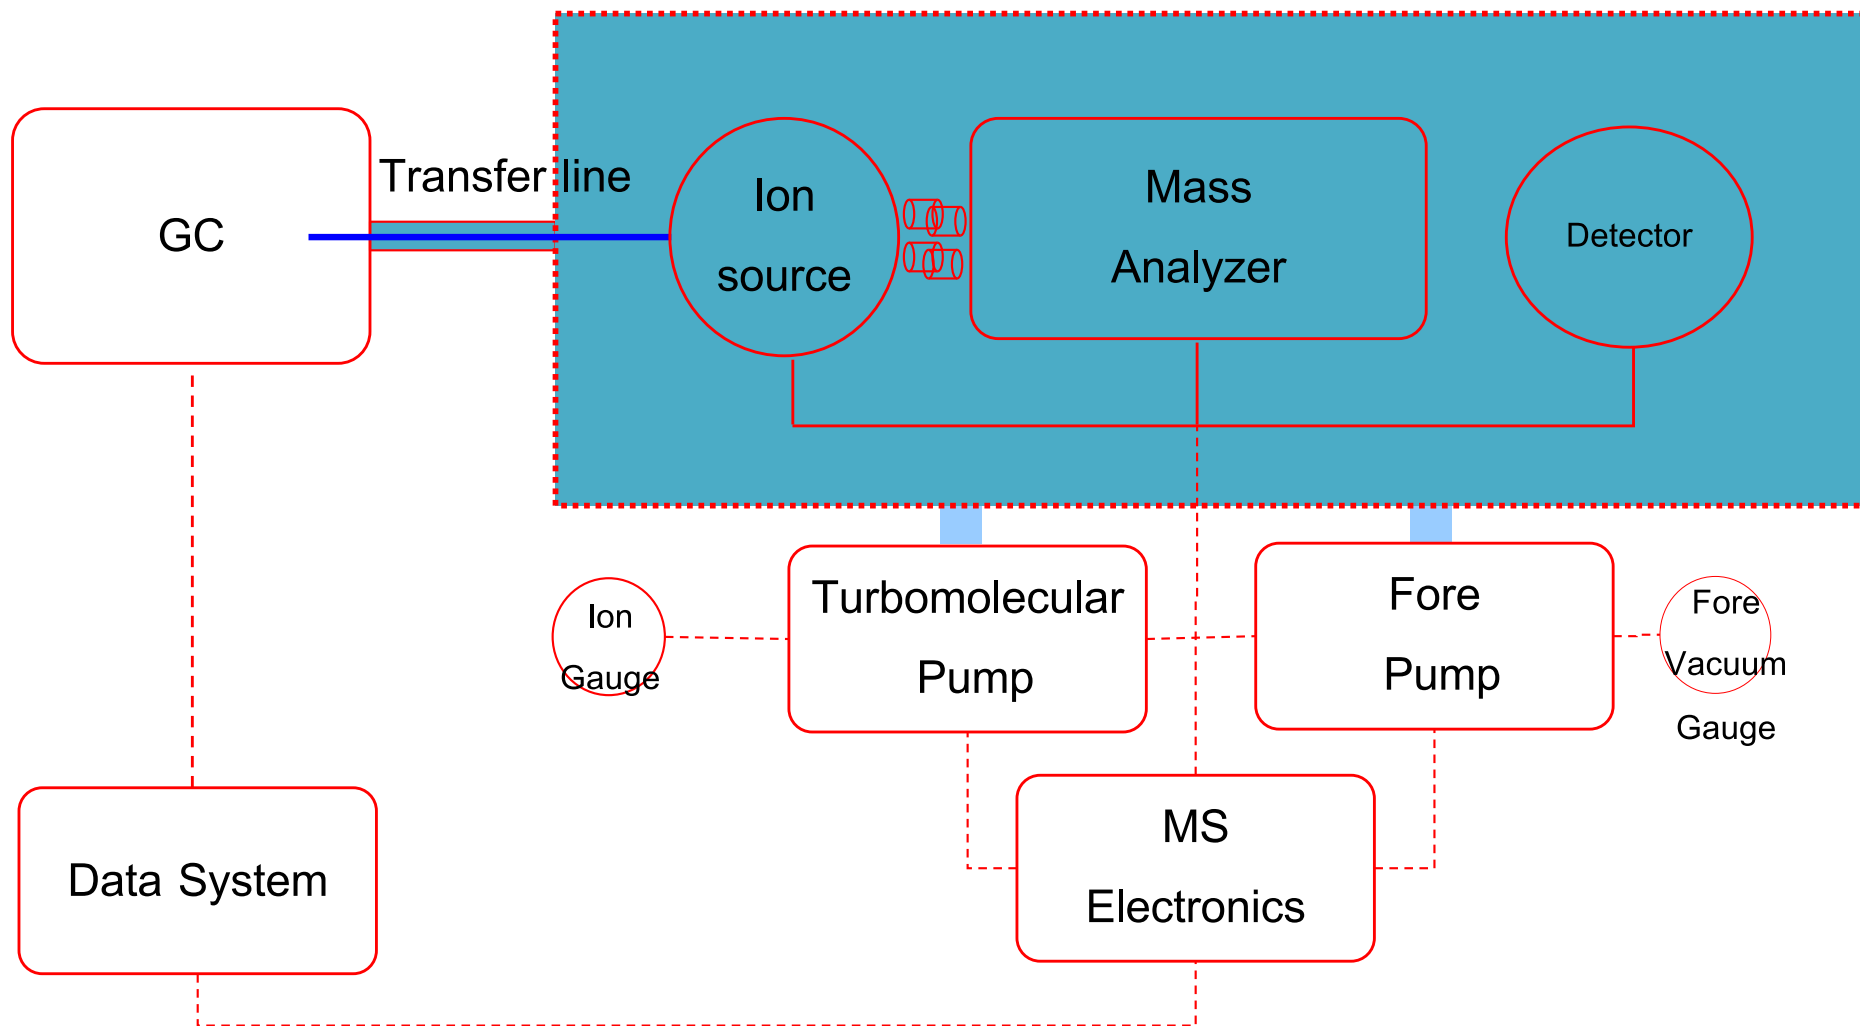 Transfer line
GC
Ion
source
Mass
Analyzer
Detector
Ion
Gauge
Turbomolecular
Pump
Fore
Pump
Fore
Vacuum
Gauge
MS
Electronics
Data System